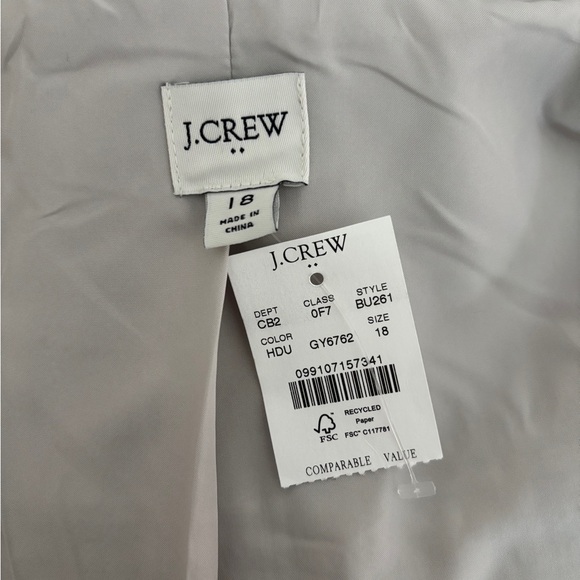 J.CREW
••
18
MADE IN
CHINA
J.CREW
••
DEPT CLASS STYLE
CB2 0F7 BU261
COLOR SIZE
HDU GY6762 18
099107157341
FSC
RECYCLED
Paper
FSC® C117781
COMPARABLE VALUE